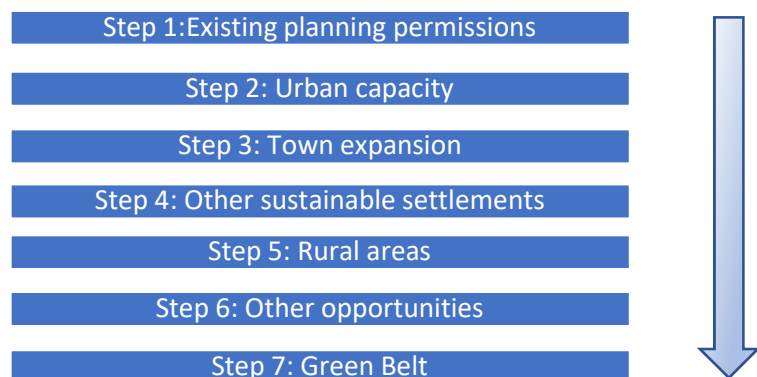 Step 1:Existing planning permissions
Step 2: Urban capacity
Step 3: Town expansion
Step 4: Other sustainable settlements
Step 5: Rural areas
Step 6: Other opportunities
Step 7: Green Belt